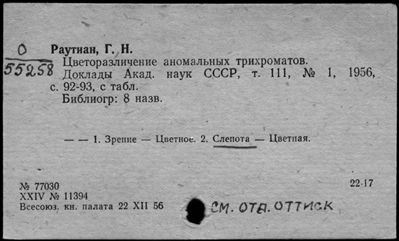 О
55258
Раутиан, Г. Н.
Цветоразличение аномальных трихроматов.
Доклады Акад. наук СССР, т. 111, № 1, 1956,
с. 92-93, с табл.
Библиогр: 8 назв.
— — 1. Зрение — Цветное. 2. Слепота — Цветная.
№ 77030
22-17
XXIV № 11394
Всесоюз. кн. палата 22 XII 56
СМ. ОТД. ОТТИСК